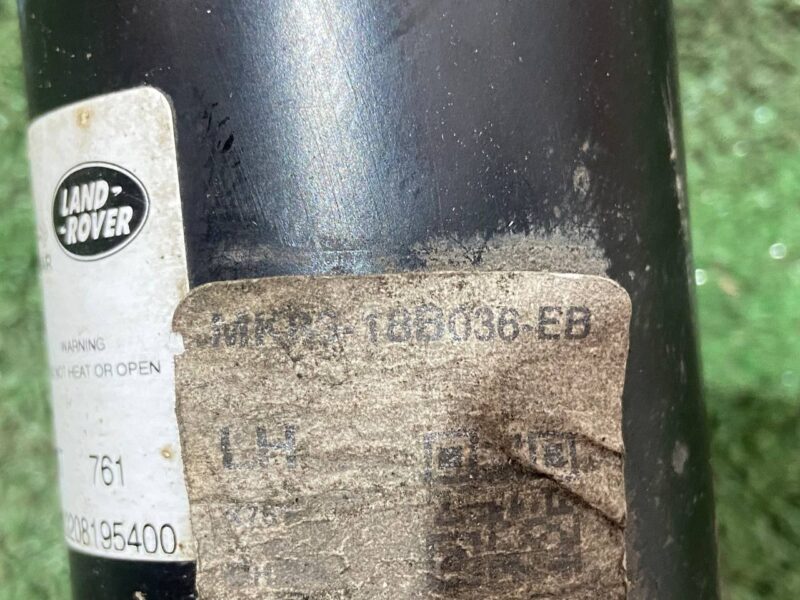 LAND-
-ROVER
WARNING
NOT HEAT OR OPEN
761
208195400
18B036-EB
LH